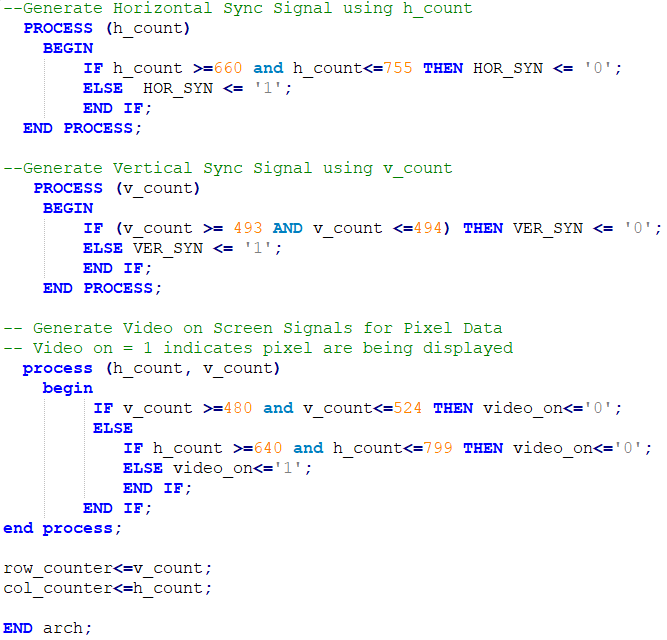 --Generate Horizontal Sync Signal using h_count
PROCESS (h_count)
BEGIN
IF h_count >=660 and h_count<=755 THEN HOR_SYN <= '0';
ELSE  HOR_SYN <= '1';
END IF;
END PROCESS;
--Generate Vertical Sync Signal using v_count
PROCESS (v_count)
BEGIN
IF (v_count >= 493 AND v_count <=494) THEN VER_SYN <= '0';
ELSE VER_SYN <= '1';
END IF;
END PROCESS;
-- Generate Video on Screen Signals for Pixel Data
-- Video on = 1 indicates pixel are being displayed
process (h_count, v_count)
begin
IF v_count >=480 and v_count<=524 THEN video_on<='0';
ELSE
IF h_count >=640 and h_count<=799 THEN video_on<='0';
ELSE video_on<='1';
END IF;
END IF;
end process;
row_counter<=v_count;
col_counter<=h_count;
END arch;